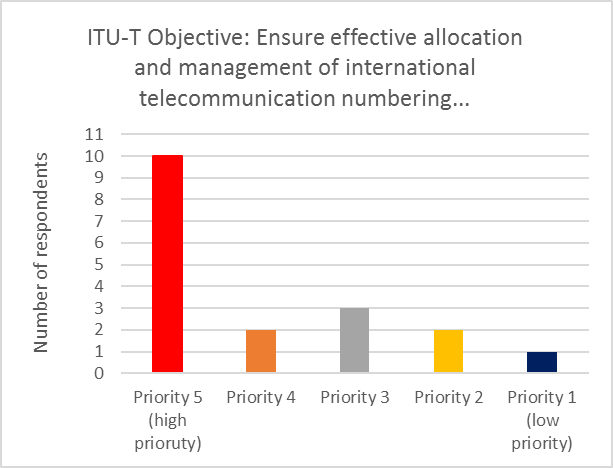 ITU-T Objective: Ensure effective allocation
and management of international
telecommunication numbering...
Number of respondents
11
10
9
8
7
6
5
4
3
2
1
0
Priority 5
(high
prioruty)
Priority 4
Priority 3
Priority 2
Priority 1
(low
priority)